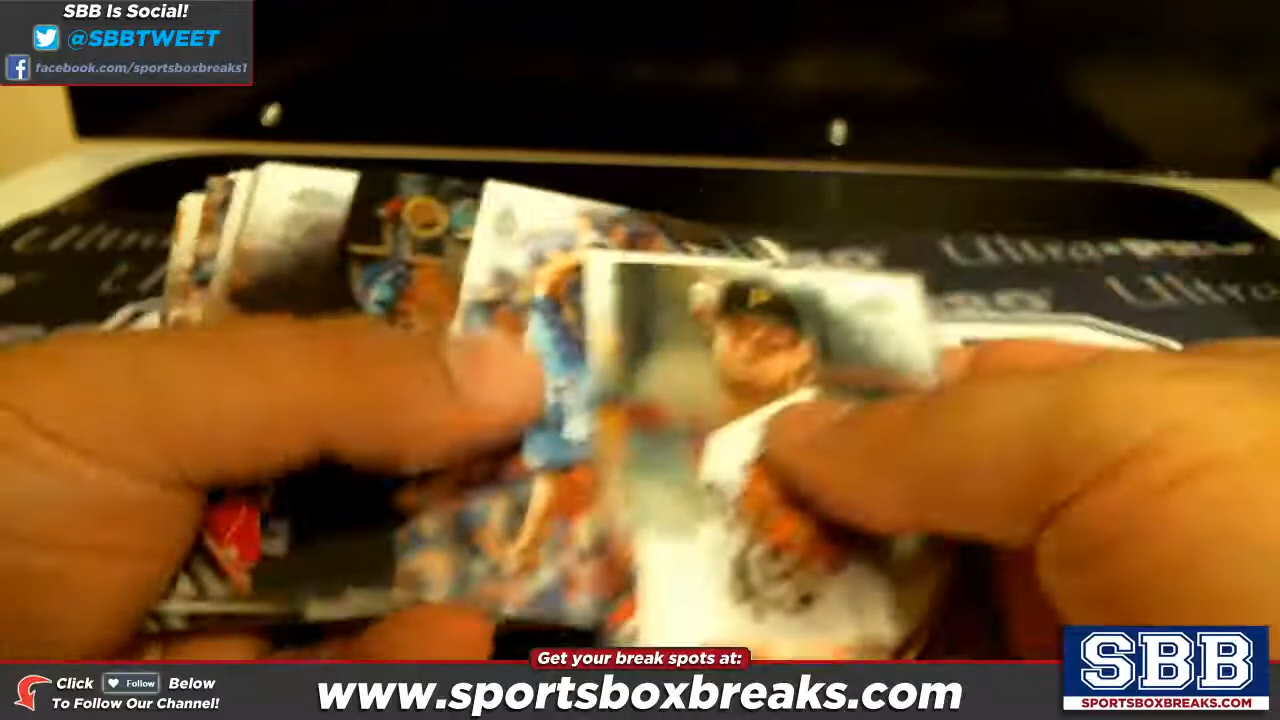 SBB Is Social!
@SBBTWEET
facebook.com/sportsboxbreaks1
Ultra
Ultra
Get your break spots at:
Click Follow Below
To Follow Our Channel!
www.sportsboxbreaks.com
SBB
SPORTSBOXBREAKS.COM